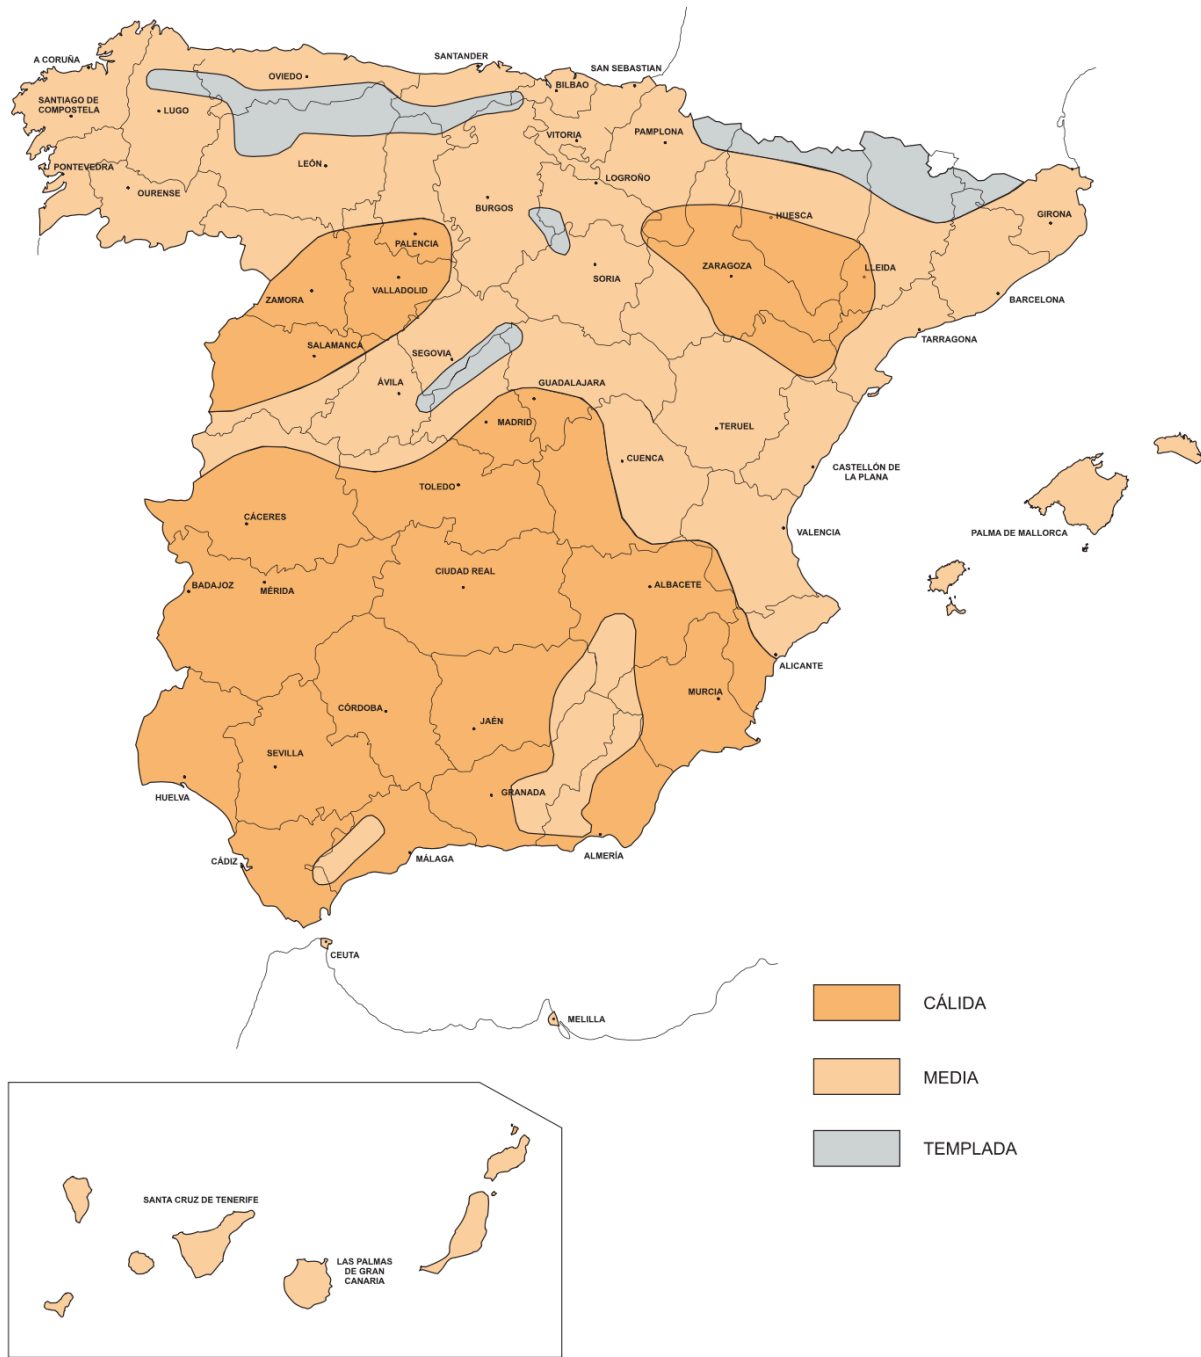 A CORUÑA
SANTANDER
SAN SEBASTIAN
OVIEDO
BILBAO
SANTIAGO DE
COMPOSTELA
LUGO
VITORIA
PAMPLONA
PONTEVEDRA
LEÓN
OURENSE
LOGROÑO
BURGOS
HUESCA
GIRONA
PALENCIA
ZARAGOZA
LLEIDA
SORIA
ZAMORA
VALLADOLID
BARCELONA
SALAMANCA
SEGOVIA
TARRAGONA
ÁVILA
GUADALAJARA
MADRID
TERUEL
CUENCA
CASTELLÓN DE
LA PLANA
TOLEDO
CÁCERES
VALENCIA
PALMA DE MALLORCA
CIUDAD REAL
BADAJOZ
MÉRIDA
ALBACETE
ALICANTE
MURCIA
CÓRDOBA
JAÉN
SEVILLA
GRANADA
HUELVA
CÁDIZ
MÁLAGA
ALMERÍA
CEUTA
MELILLA
CÁLIDA
MEDIA
TEMPLADA
SANTA CRUZ DE TENERIFE
LAS PALMAS
DE GRAN
CANARIA